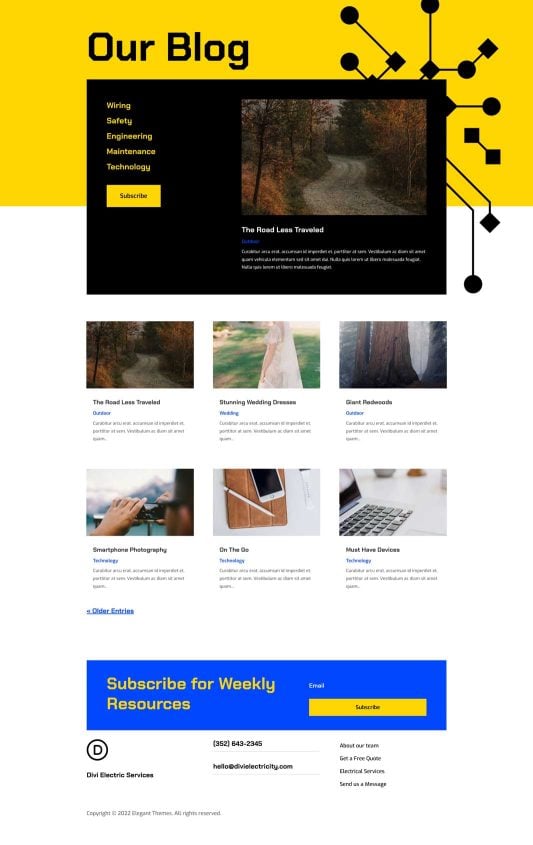 Our Blog
Wiring
Safety
Engineering
Maintenance
Technology
Subscribe
The Road Less Traveled
Outdoor
Curabitur arcu erat, accumsan id imperdiet et, porttitor at sem. Vestibulum ac diam sit amet
quam vehicula elementum sed sit amet dui. Nulla quis lorem ut libero malesuada feugiat.
Nulla quis lorem ut libero malesuada feugiat.
The Road Less Traveled
Outdoor
Curabitur arcu erat, accumsan id imperdiet et,
porttitor at sem. Vestibulum ac diam sit amet
quam...
Stunning Wedding Dresses
Wedding
Curabitur arcu erat, accumsan id imperdiet et,
porttitor at sem. Vestibulum ac diam sit amet
quam...
Giant Redwoods
Outdoor
Curabitur arcu erat, accumsan id imperdiet et,
porttitor at sem. Vestibulum ac diam sit amet
quam...
Smartphone Photography
Technology
Curabitur arcu erat, accumsan id imperdiet et,
porttitor at sem. Vestibulum ac diam sit amet
quam...
On The Go
Technology
Curabitur arcu erat, accumsan id imperdiet et,
porttitor at sem. Vestibulum ac diam sit amet
quam...
Must Have Devices
Technology
Curabitur arcu erat, accumsan id imperdiet et,
porttitor at sem. Vestibulum ac diam sit amet
quam...
« Older Entries
Subscribe for Weekly
Resources
Email
Subscribe
D
Divi Electric Services
(352) 643-2345
hello@divielectricity.com
About our team
Get a Free Quote
Electrical Services
Send us a Message
Copyright © 2022 Elegant Themes. All rights reserved.